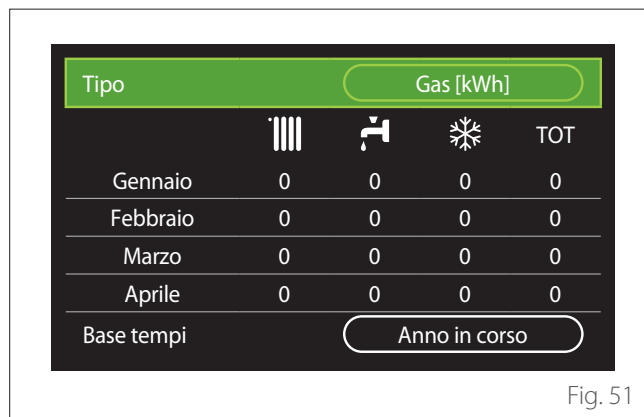 Tipo Gas [kWh]
TOT
Gennaio 0 0 0 0
Febbraio 0 0 0 0
Marzo 0 0 0 0
Aprile 0 0 0 0
Base tempi Anno in corso
Fig. 51